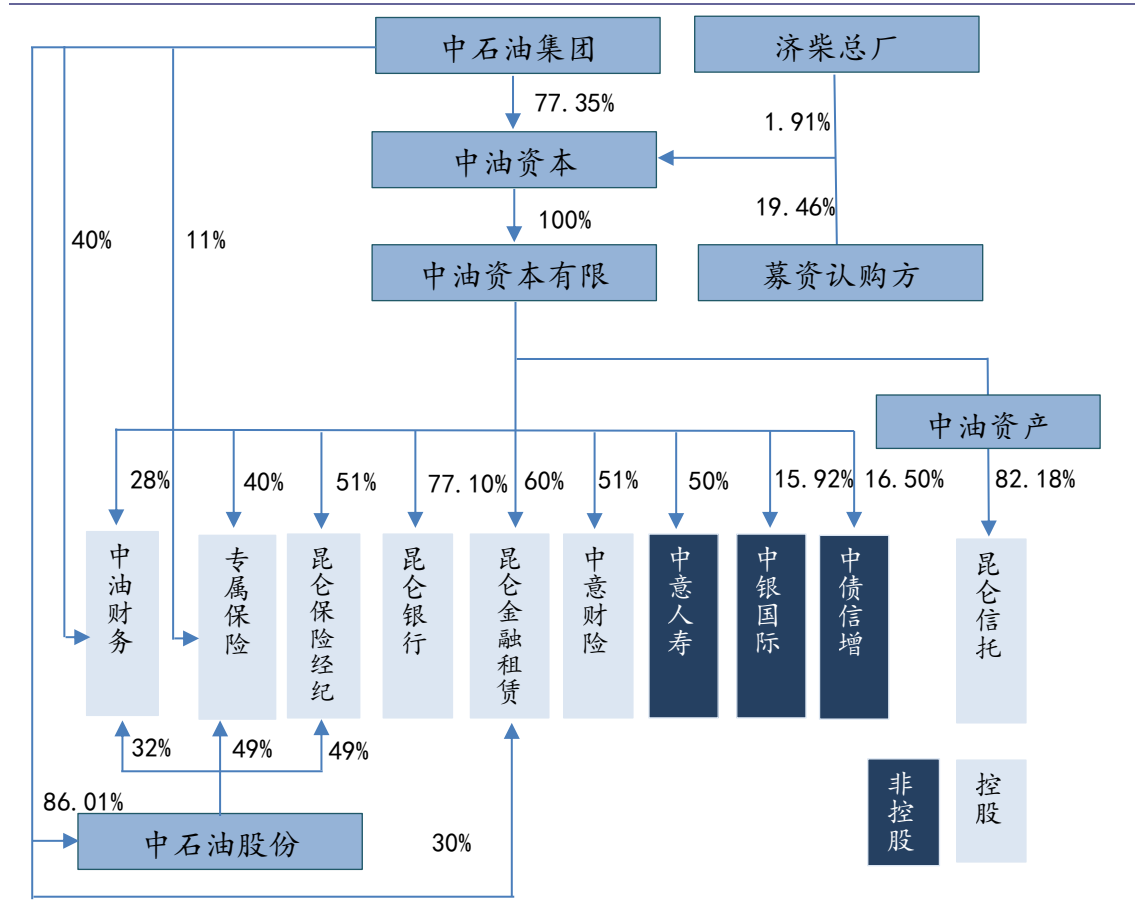 中石油集团
济柴总厂
77.35%
1.91%
中油资本
100%
19.46%
40%
11%
中油资本有限
募资认购方
中油资产
28%
40%
51%
77.10%
60%
51%
50%
15.92%
16.50%
82.18%
中油财务
专属保险
昆仑保险经纪
昆仑银行
昆仑金融租赁
中意财险
中意人寿
中银国际
中债信增
昆仑信托
32%
49%
49%
非控股
控股
86.01%
中石油股份
30%